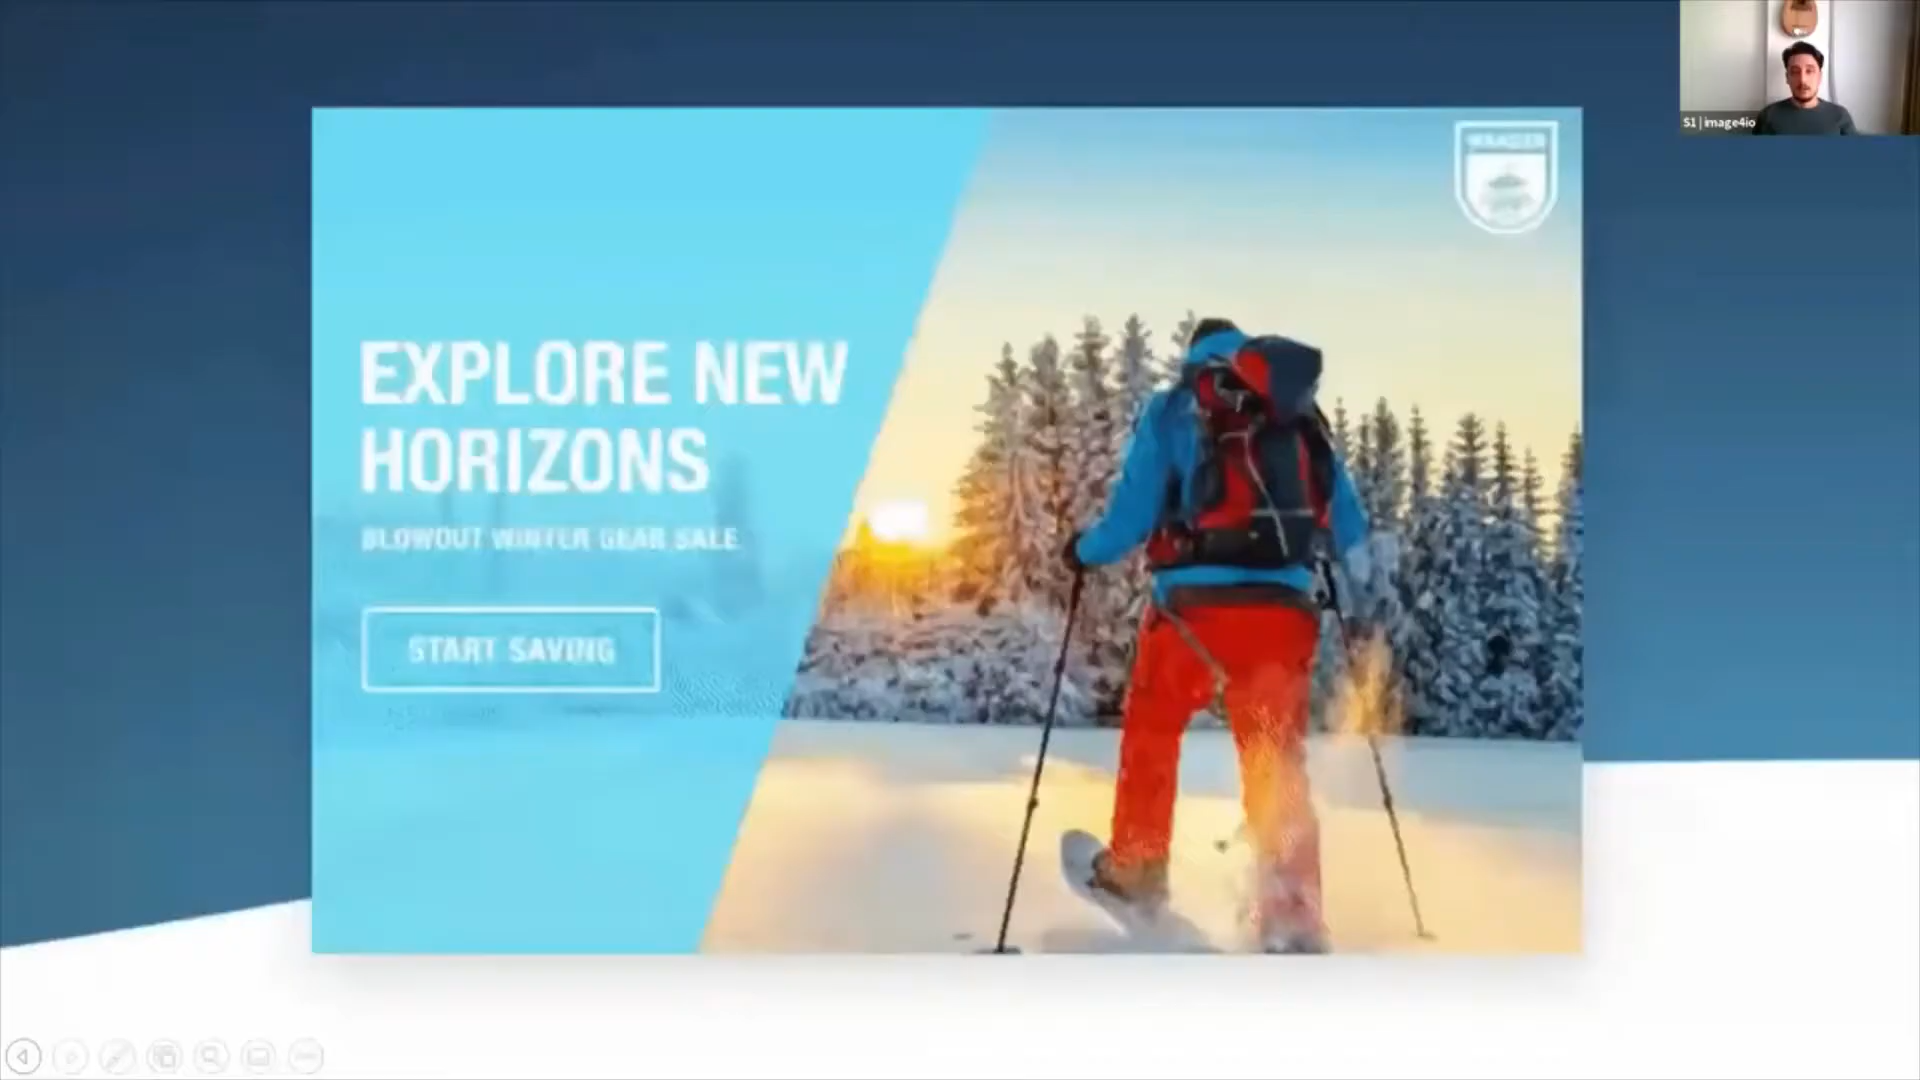 EXPLORE NEW
HORIZONS
BLOWOUT WINTER GEAR SALE
START SAVING
S1 | image4io